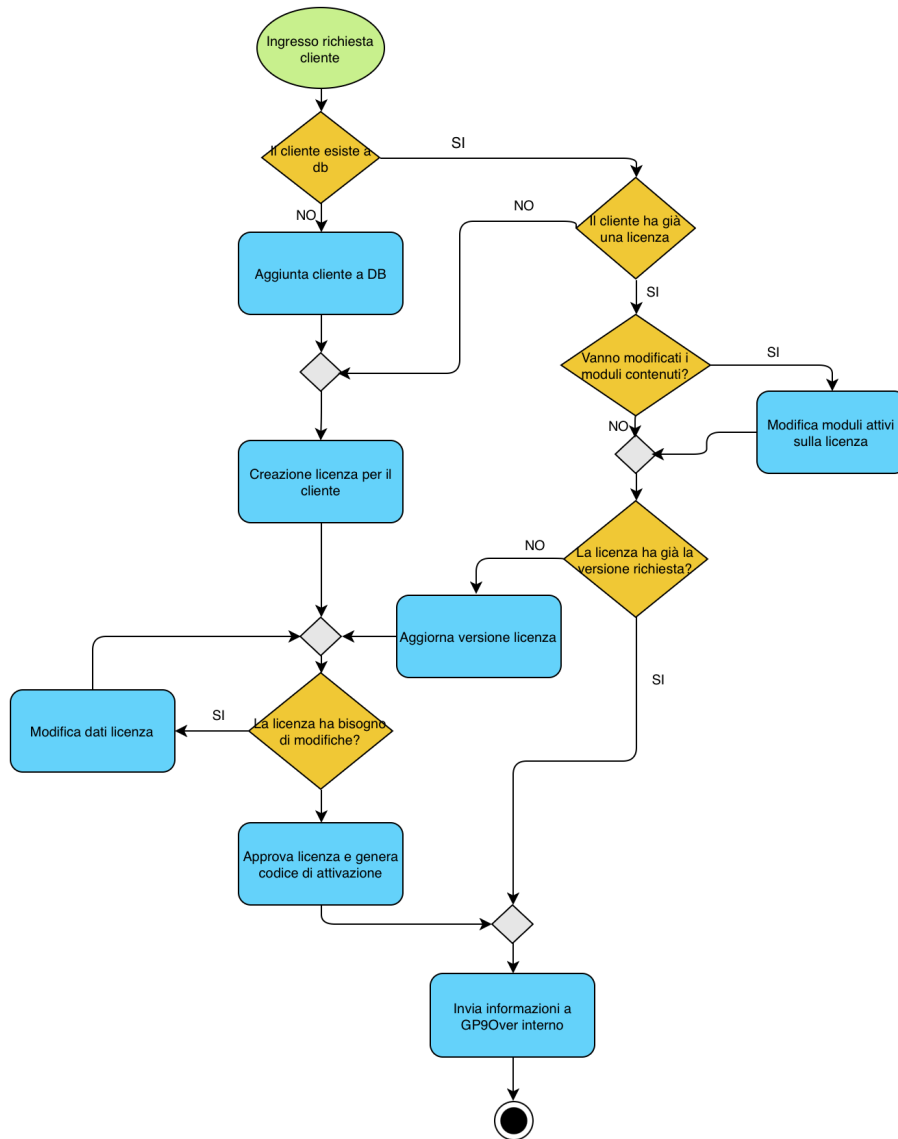 Ingresso richiesta
cliente
Il cliente esiste a
db
SI
NO
Il cliente ha già
una licenza
NO
SI
Aggiunta cliente a DB
Vanno modificati i
moduli contenuti?
SI
NO
Modifica moduli attivi
sulla licenza
Creazione licenza per il
cliente
La licenza ha già la
versione richiesta?
NO
SI
Aggiorna versione licenza
La licenza ha bisogno
di modifiche?
SI
Modifica dati licenza
Approva licenza e genera
codice di attivazione
Invia informazioni a
GP9Over interno